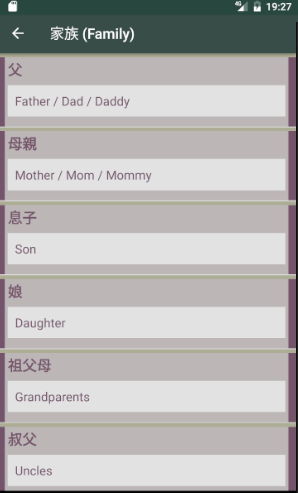 4G 19:27
家族 (Family)
父
Father / Dad / Daddy
母親
Mother / Mom / Mommy
息子
Son
娘
Daughter
祖父母
Grandparents
叔父
Uncles